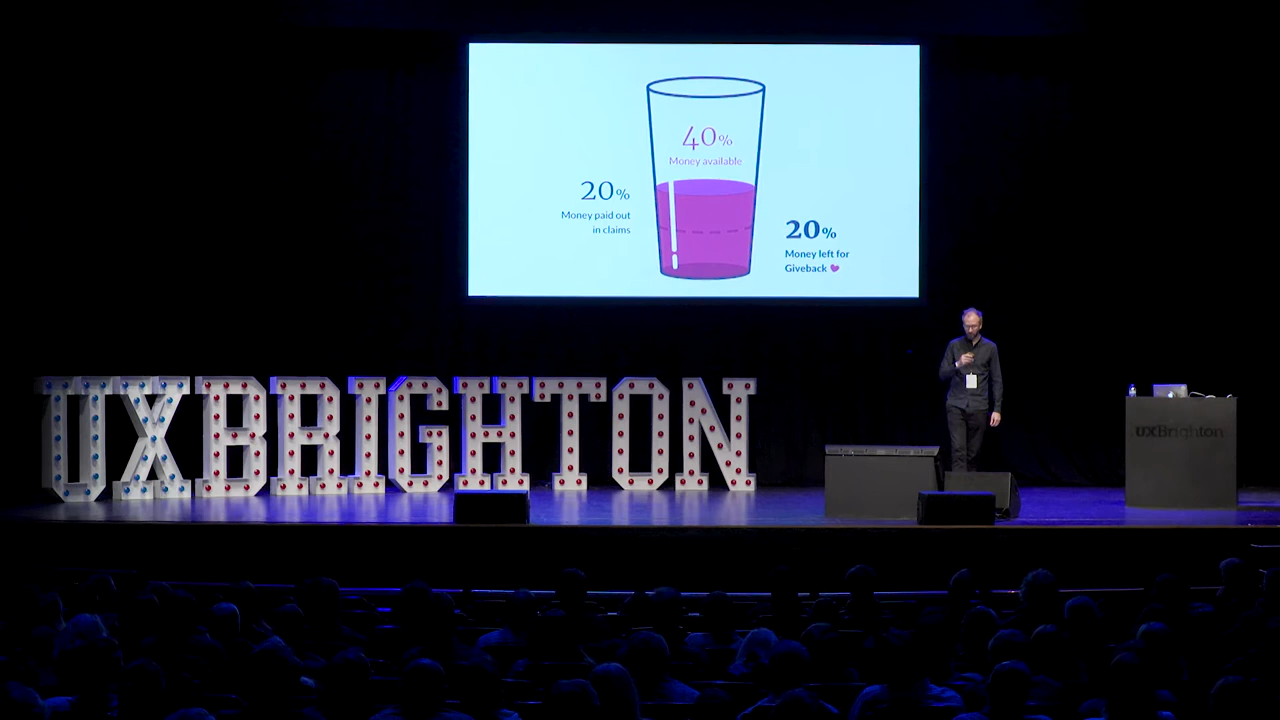 40%
Money available
20%
Money paid out
in claims
20%
Money left for
Giveback
UXBRIGHTON
uxBrighton